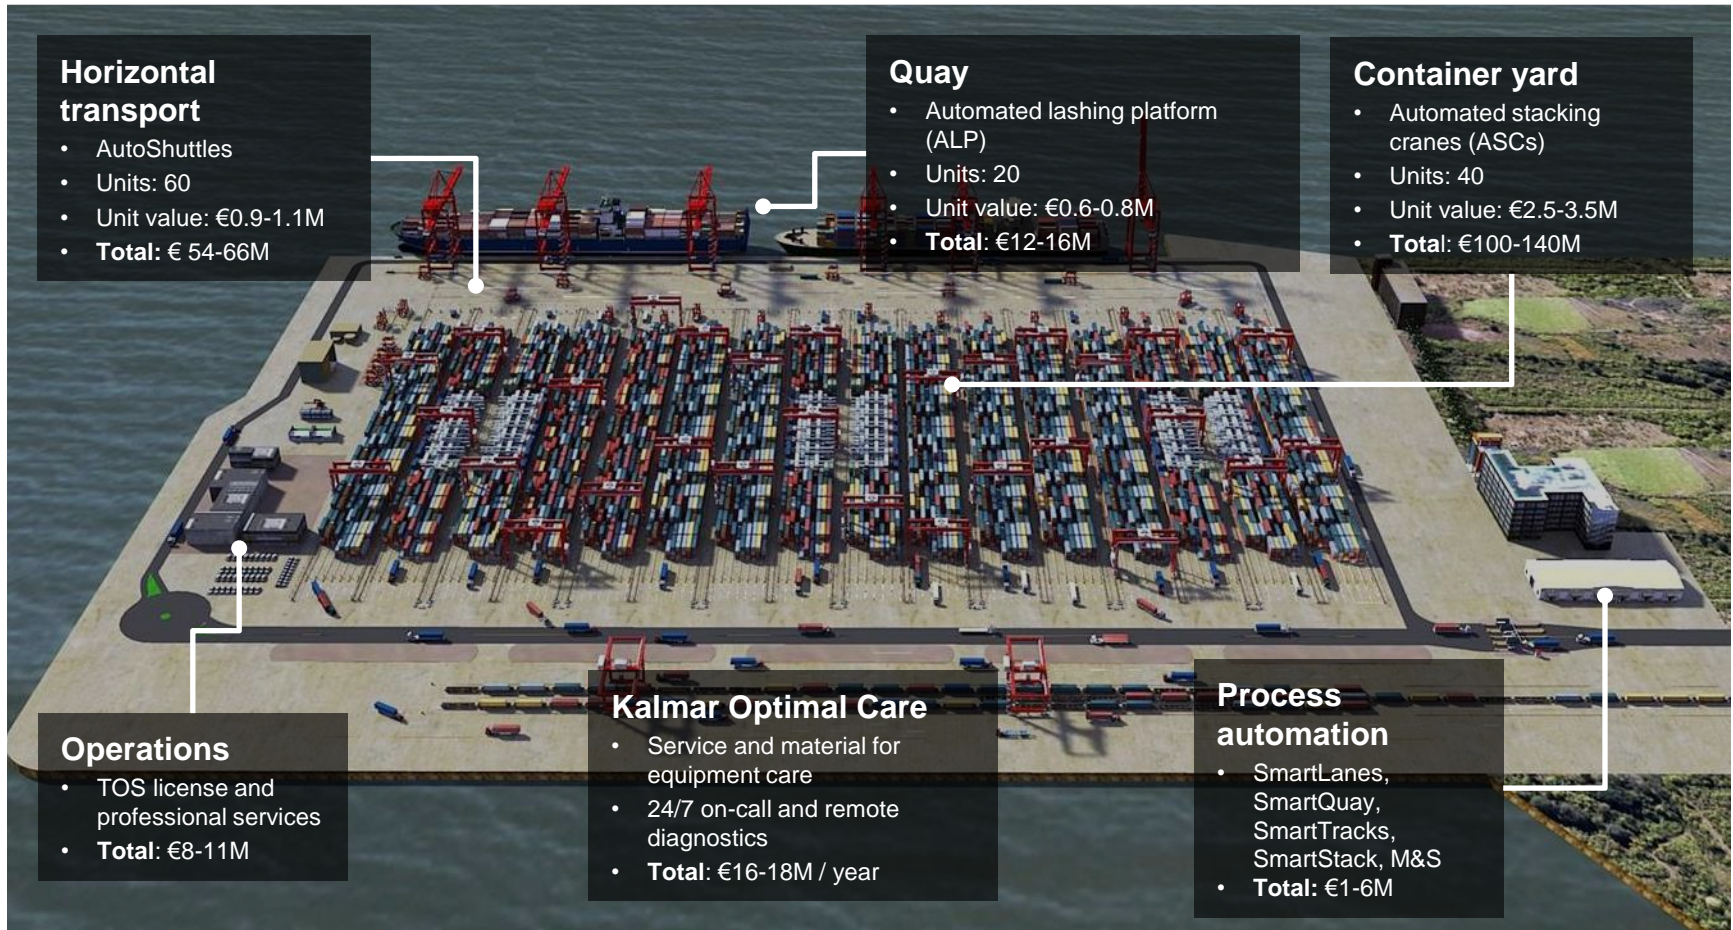 Horizontal
transport
• AutoShuttles
• Units: 60
• Unit value: €0.9-1.1M
• Total: € 54-66M
Quay
• Automated lashing platform
(ALP)
• Units: 20
• Unit value: €0.6-0.8M
• Total: €12-16M
Container yard
• Automated stacking
cranes (ASCs)
• Units: 40
• Unit value: €2.5-3.5M
• Total: €100-140M
Operations
• TOS license and
professional services
• Total: €8-11M
Kalmar Optimal Care
• Service and material for
equipment care
• 24/7 on-call and remote
diagnostics
• Total: €16-18M / year
Process
automation
• SmartLanes,
SmartQuay,
SmartTracks,
SmartStack, M&S
• Total: €1-6M